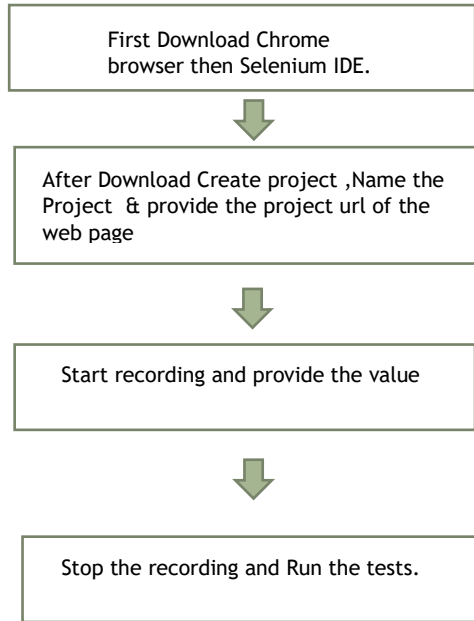 First Download Chrome
browser then Selenium IDE.
After Download Create project ,Name the
Project & provide the project url of the
web page
Start recording and provide the value
Stop the recording and Run the tests.